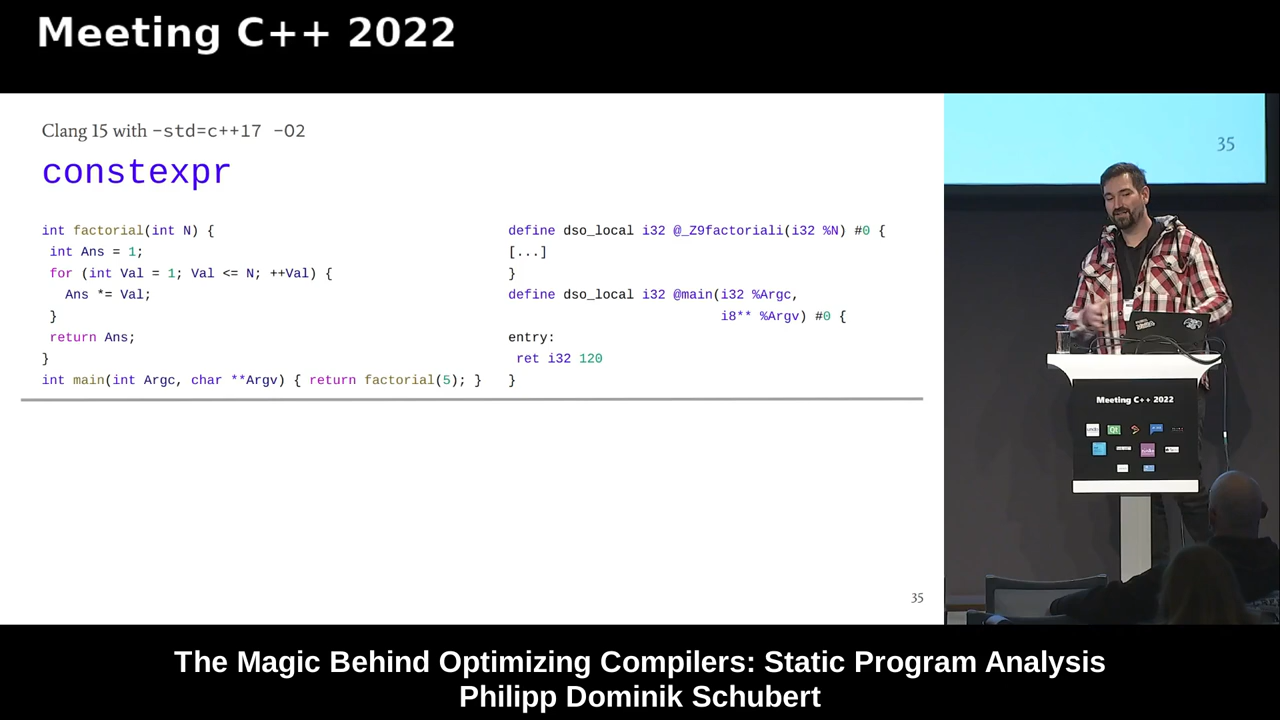 Meeting C++ 2022
Clang 15 with -std=c++17 -O2
constexpr
int factorial(int N) {
int Ans = 1;
for (int Val = 1; Val <= N; ++Val) {
Ans *= Val;
}
return Ans;
}
int main(int Argc, char **Argv) { return factorial(5); }
define dso_local i32 @_Z9factoriali(i32 %N) #0 {
[...]
}
define dso_local i32 @main(i32 %Argc,
i8** %Argv) #0 {
entry:
ret i32 120
}
35
35
Meeting C++ 2022
Qt
The Magic Behind Optimizing Compilers: Static Program Analysis
Philipp Dominik Schubert